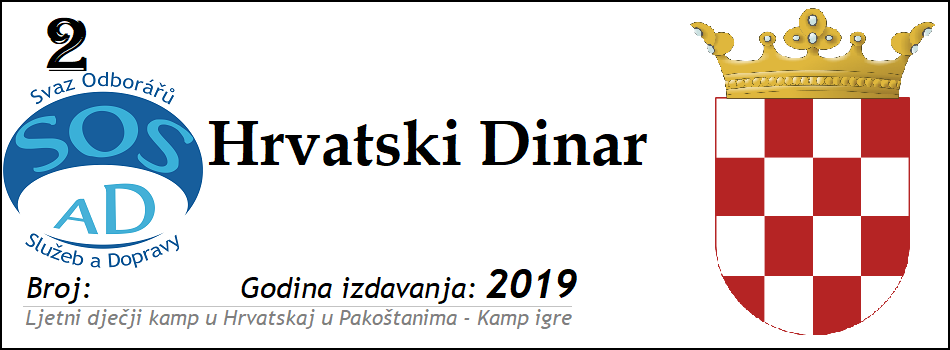 2
Svaz Odborářů
SOS
AD
Služeb a Dopravy
Hrvatski Dinar
Broj: Godina izdavanja: 2019
Ljetni dječji kamp u Hrvatskaj u Pakoštanima - Kamp igre